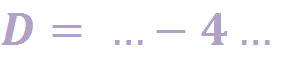 D = ... − 4 ...